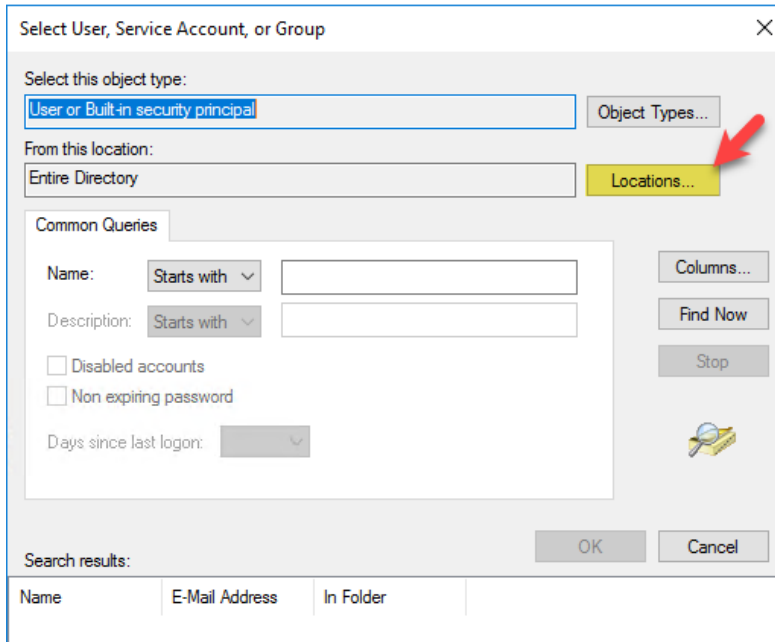 Select User, Service Account, or Group
Select this object type:
User or Built-in security principal
Object Types...
From this location:
Entire Directory
Locations...
Common Queries
Name: Starts with
Columns...
Description: Starts with
Find Now
Disabled accounts
Stop
Non expiring password
Days since last logon:
OK Cancel
Search results:
Name E-Mail Address In Folder